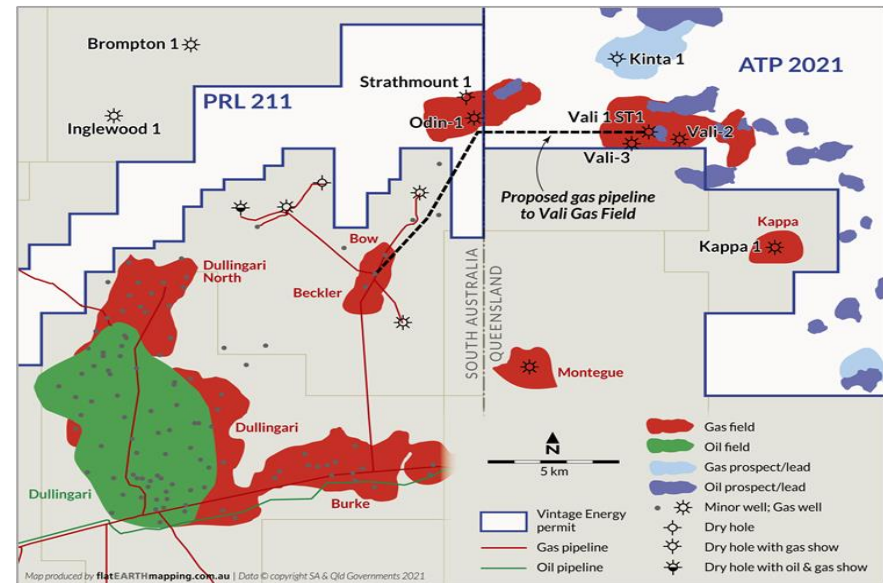 Brompton 1
Inglewood 1
PRL 211
Strathmount 1
Odin-1
Kinta 1
ATP 2021
Vali 1 ST1
Vali-2
Vali-3
Proposed gas pipeline
to Vali Gas Field
Kappa
Kappa 1
Bow
Beckler
Dullingari
North
SOUTH AUSTRALIA
QUEENSLAND
Montegue
Dullingari
Dullingari
Burke
N
5 km
Vintage Energy
permit
Gas pipeline
Oil pipeline
Gas field
Oil field
Gas prospect/lead
Oil prospect/lead
Minor well; Gas well
Dry hole
Dry hole with gas show
Dry hole with oil & gas show
Map produced by flatEARTHmapping.com.au | Data © copyright SA & Qld Governments 2021